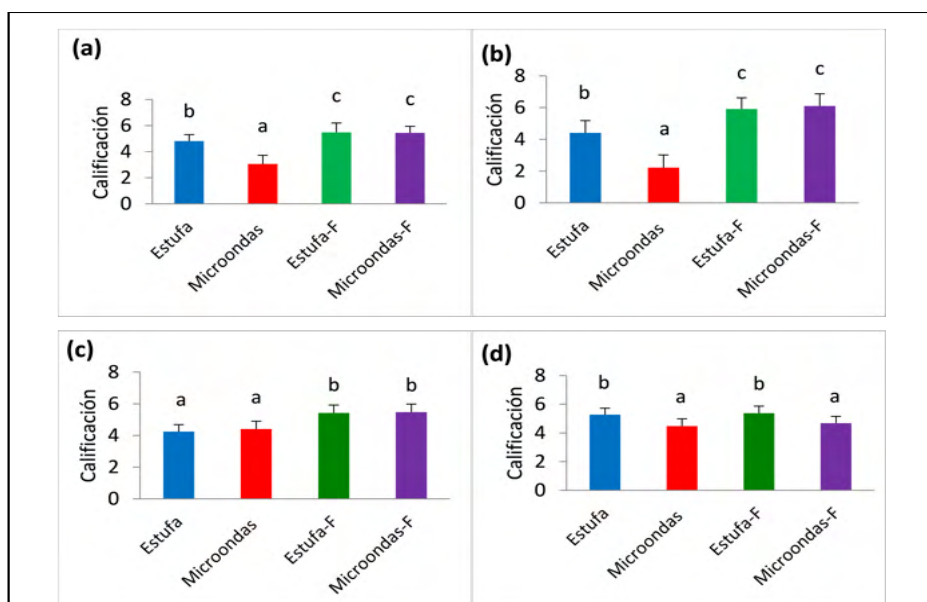 (a)
Calificación
8
6
4
2
0
b
a
c
c
Estufa
Microondas
Estufa-F
Microondas-F
(b)
Calificación
8
6
4
2
0
b
a
c
c
Estufa
Microondas
Estufa-F
Microondas-F
(c)
Calificación
8
6
4
2
0
a
a
b
b
Estufa
Microondas
Estufa-F
Microondas-F
(d)
Calificación
8
6
4
2
0
b
a
b
a
Estufa
Microondas
Estufa-F
Microondas-F